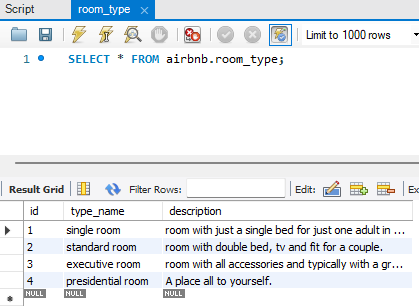 Script
room_type ×
Limit to 1000 rows
1 SELECT * FROM airbnb.room_type;
Result Grid Filter Rows: Edit:
id type_name description
1 single room room with just a single bed for just one adult in ...
2 standard room room with double bed, tv and fit for a couple.
3 executive room room with all accessories and typically with a gr...
4 presidential room A place all to yourself.
NULL NULL NULL